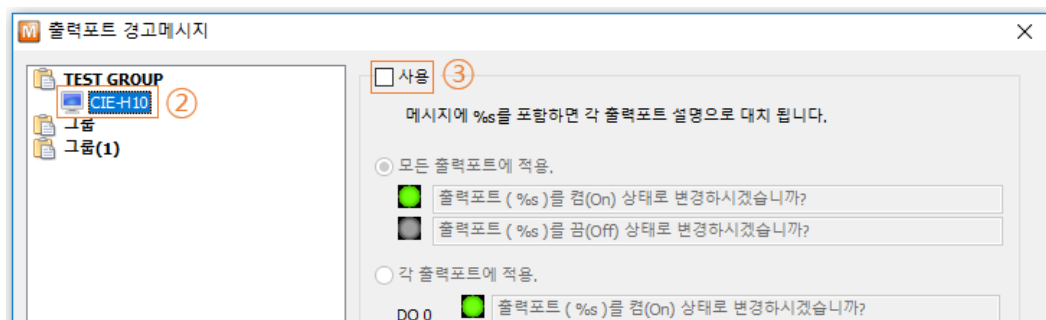 출력포트 경고메시지
TEST GROUP
CIE-H10
②
그룹
그룹(1)
사용
③
메시지에 %s를 포함하면 각 출력포트 설명으로 대치 됩니다.
모든 출력포트에 적용.
출력포트 ( %s )를 켬(On) 상태로 변경하시겠습니까?
출력포트 ( %s )를 끔(Off) 상태로 변경하시겠습니까?
각 출력포트에 적용.
DO 0
출력포트 ( %s )를 켬(On) 상태로 변경하시겠습니까?